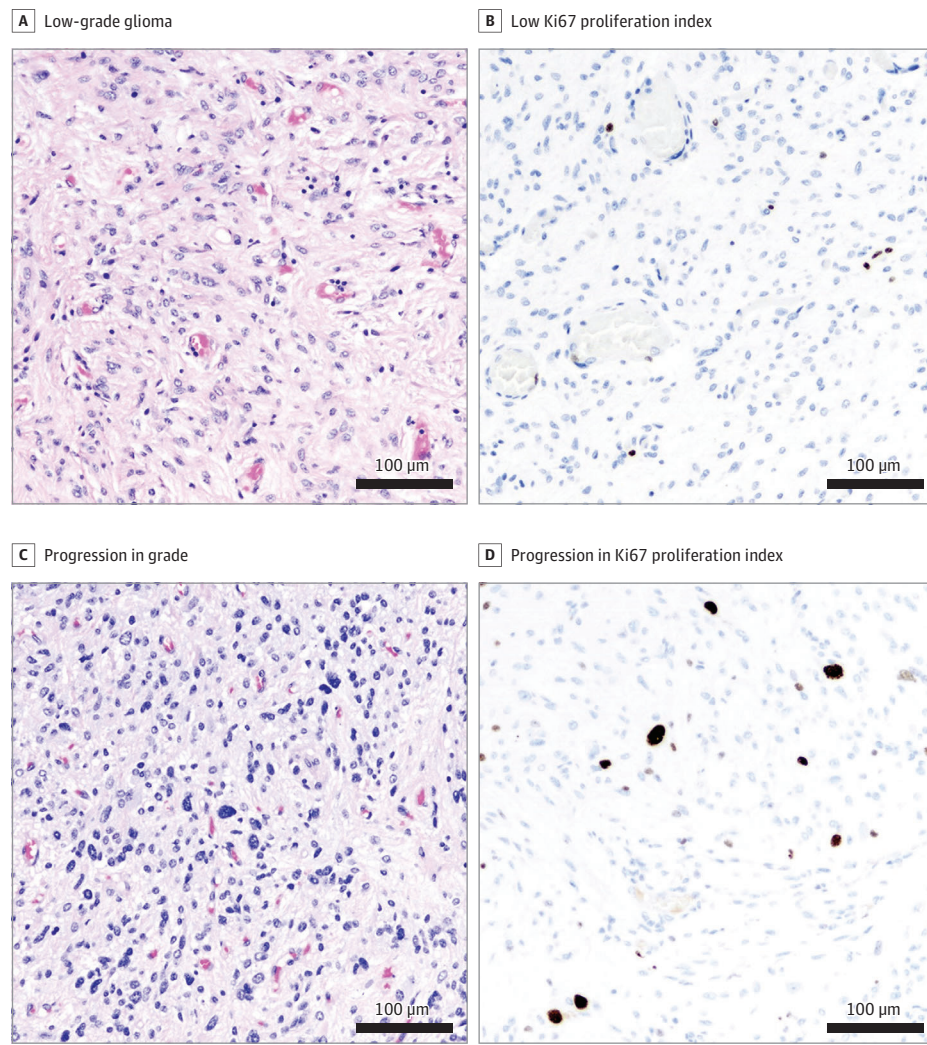 A Low-grade glioma
B Low Ki67 proliferation index
100 µm
100 µm
C Progression in grade
D Progression in Ki67 proliferation index
100 µm
100 µm